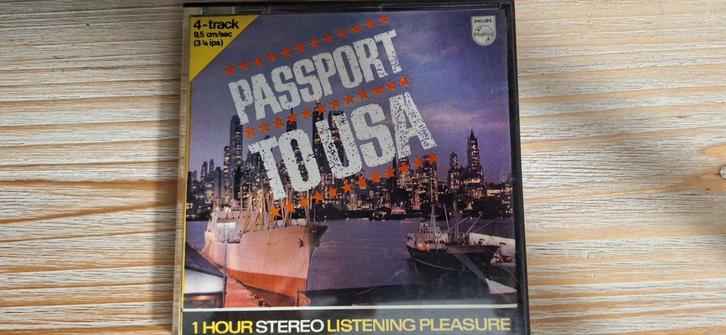 4-track
9,5 cm/sec
(3 ¾ ips)
PHILIPS
PASSPORT
TO USA
1 HOUR STEREO LISTENING PLEASURE